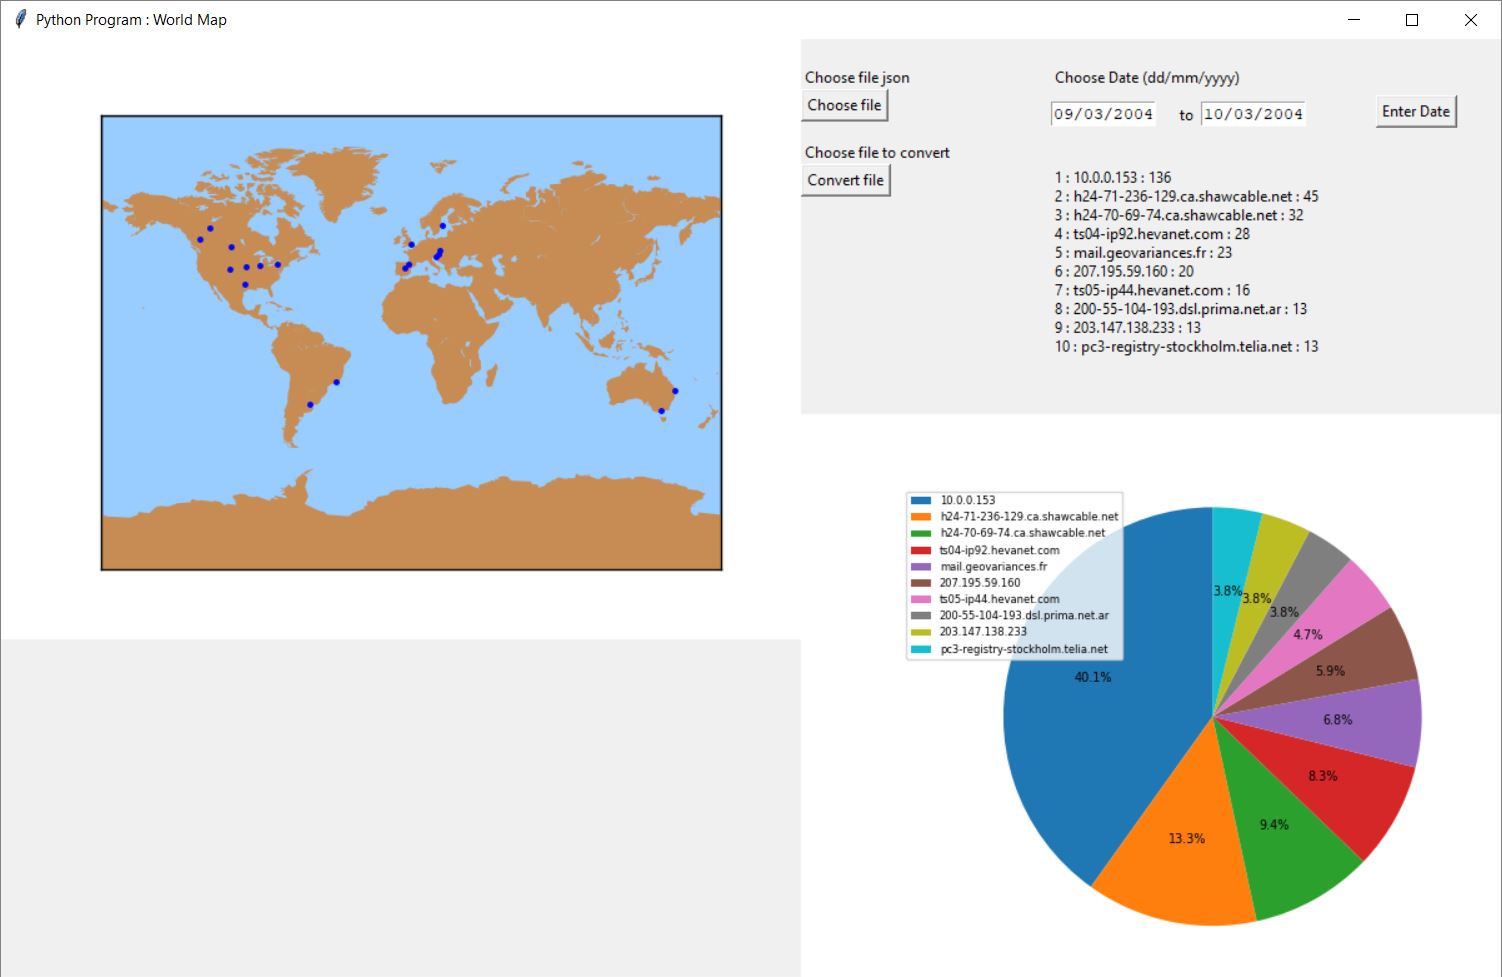 Python Program : World Map
Choose file json
Choose file
Choose file to convert
Convert file
Choose Date (dd/mm/yyyy)
09/03/2004 to 10/03/2004 Enter Date
1 : 10.0.0.153 : 136
2 : h24-71-236-129.ca.shawcable.net : 45
3 : h24-70-69-74.ca.shawcable.net : 32
4 : ts04-ip92.hevanet.com : 28
5 : mail.geovariances.fr : 23
6 : 207.195.59.160 : 20
7 : ts05-ip44.hevanet.com : 16
8 : 200-55-104-193.dsl.prima.net.ar : 13
9 : 203.147.138.233 : 13
10 : pc3-registry-stockholm.telia.net : 13
10.0.0.153
h24-71-236-129.ca.shawcable.net
h24-70-69-74.ca.shawcable.net
ts04-ip92.hevanet.com
mail.geovariances.fr
207.195.59.160
ts05-ip44.hevanet.com
200-55-104-193.dsl.prima.net.ar
203.147.138.233
pc3-registry-stockholm.telia.net
40.1%
13.3%
9.4%
8.3%
6.8%
5.9%
4.7%
3.8%
3.8%
3.8%